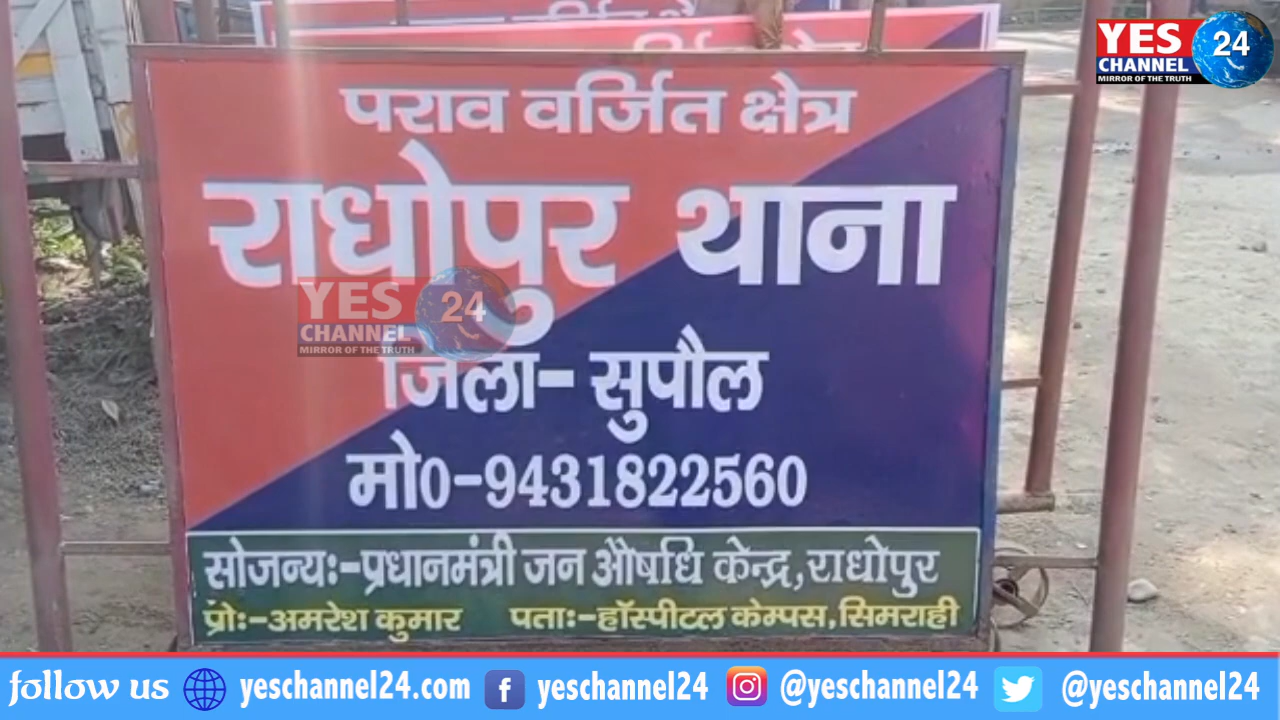 YES
CHANNEL
MIRROR OF THE TRUTH
24
पराव वर्जित क्षेत्र
राघोपुर थाना
YES
CHANNEL
MIRROR OF THE TRUTH
24
जिला- सुपौल
मो0-9431822560
सोजन्यः-प्रधानमंत्री जन औषधि केन्द्र,राघोपुर
प्रोः-अमरेश कुमार पताः-हॉस्पीटल केम्पस,सिमराही
follow us yeschannel24.com yeschannel24 @yeschannel24 @yeschannel24